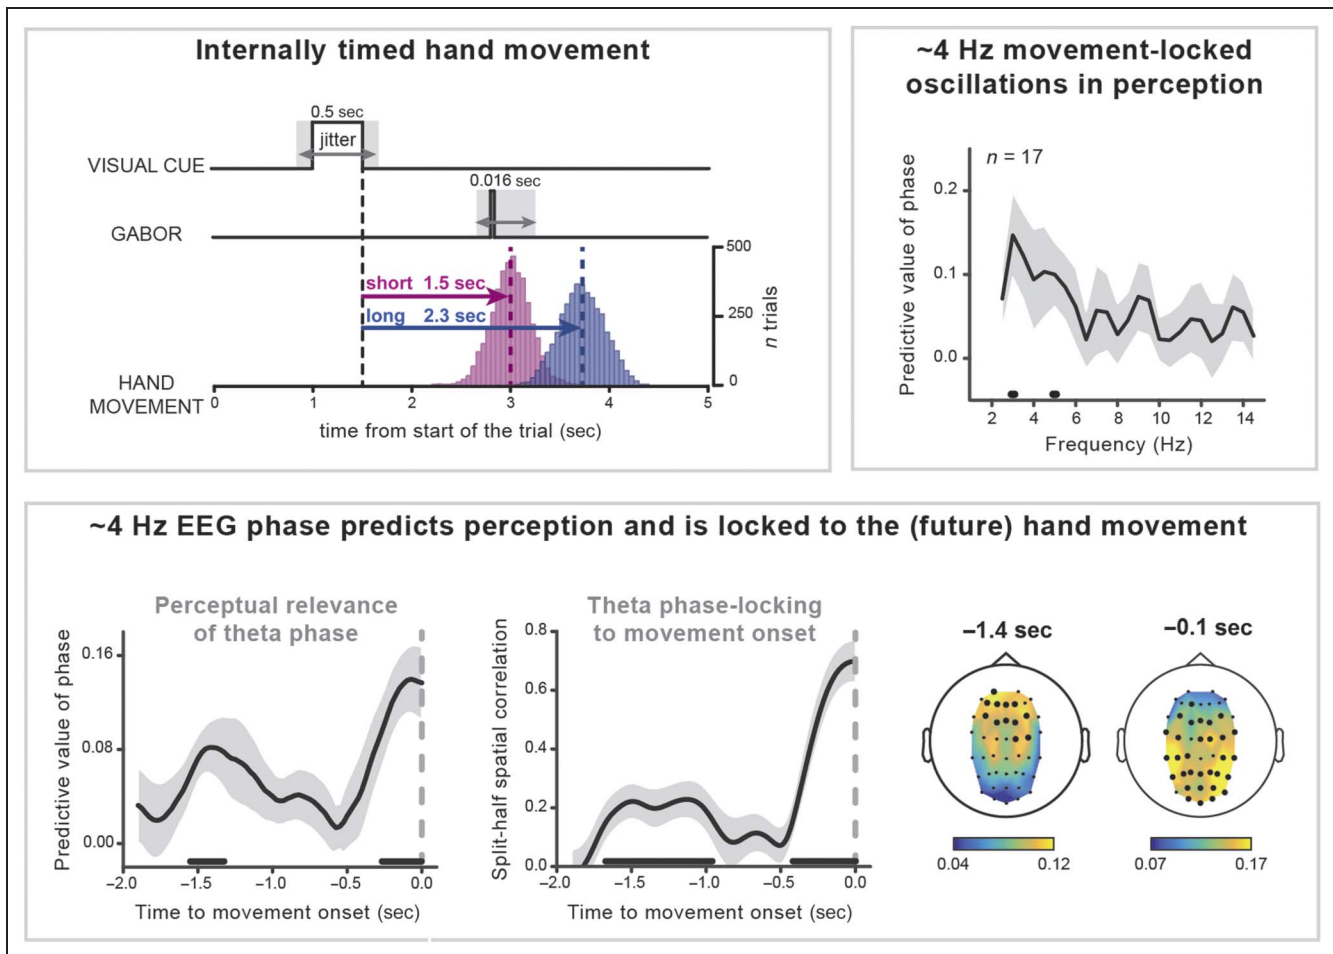 Internally timed hand movement
0.5 sec
jitter
VISUAL CUE
0.016 sec
GABOR
500
short 1.5 sec
long 2.3 sec
250
n trials
0
HAND
MOVEMENT
0 1 2 3 4 5
time from start of the trial (sec)
~4 Hz movement-locked
oscillations in perception
n = 17
Predictive value of phase
0.2
0.1
0.0
2 4 6 8 10 12 14
Frequency (Hz)
~4 Hz EEG phase predicts perception and is locked to the (future) hand movement
Perceptual relevance
of theta phase
Predictive value of phase
0.16
0.08
0.00
−2.0 −1.5 −1.0 −0.5 0.0
Time to movement onset (sec)
Theta phase-locking
to movement onset
Split-half spatial correlation
0.8
0.6
0.4
0.2
0.0
−2.0 −1.5 −1.0 −0.5 0.0
Time to movement onset (sec)
−1.4 sec
0.04 0.12
−0.1 sec
0.07 0.17